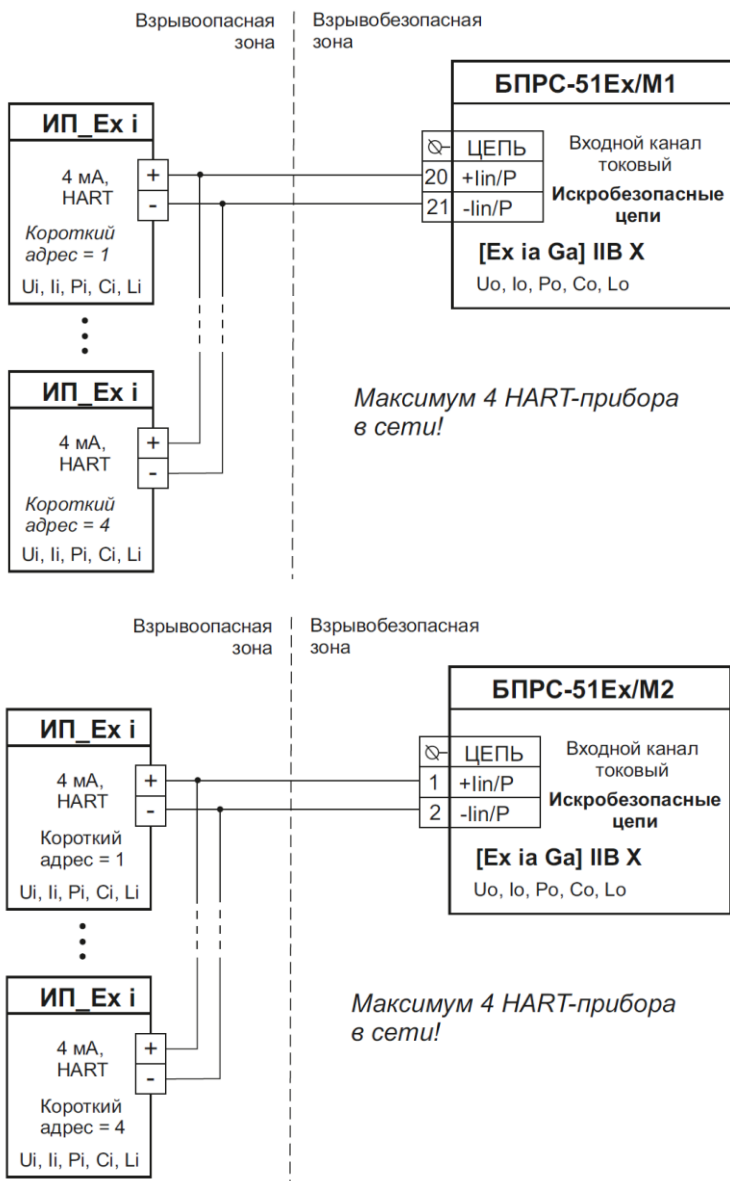 Взрывоопасная зона
Взрывобезопасная зона
БПРС-51Ex/M1
ИП_Ex i
4 мА,
HART
+
-
Короткий
адрес = 1
Ui, Ii, Pi, Ci, Li
ЦЕПЬ
20 +Iin/P
21 -Iin/P
Входной канал
токовый
Искробезопасные
цепи
[Ex ia Ga] IIB X
Uo, Io, Po, Co, Lo
ИП_Ex i
4 мА,
HART
+
-
Короткий
адрес = 4
Ui, Ii, Pi, Ci, Li
Максимум 4 HART-прибора
в сети!
Взрывоопасная зона
Взрывобезопасная зона
БПРС-51Ex/M2
ИП_Ex i
4 мА,
HART
+
-
Короткий
адрес = 1
Ui, Ii, Pi, Ci, Li
ЦЕПЬ
1 +Iin/P
2 -Iin/P
Входной канал
токовый
Искробезопасные
цепи
[Ex ia Ga] IIB X
Uo, Io, Po, Co, Lo
ИП_Ex i
4 мА,
HART
+
-
Короткий
адрес = 4
Ui, Ii, Pi, Ci, Li
Максимум 4 HART-прибора
в сети!